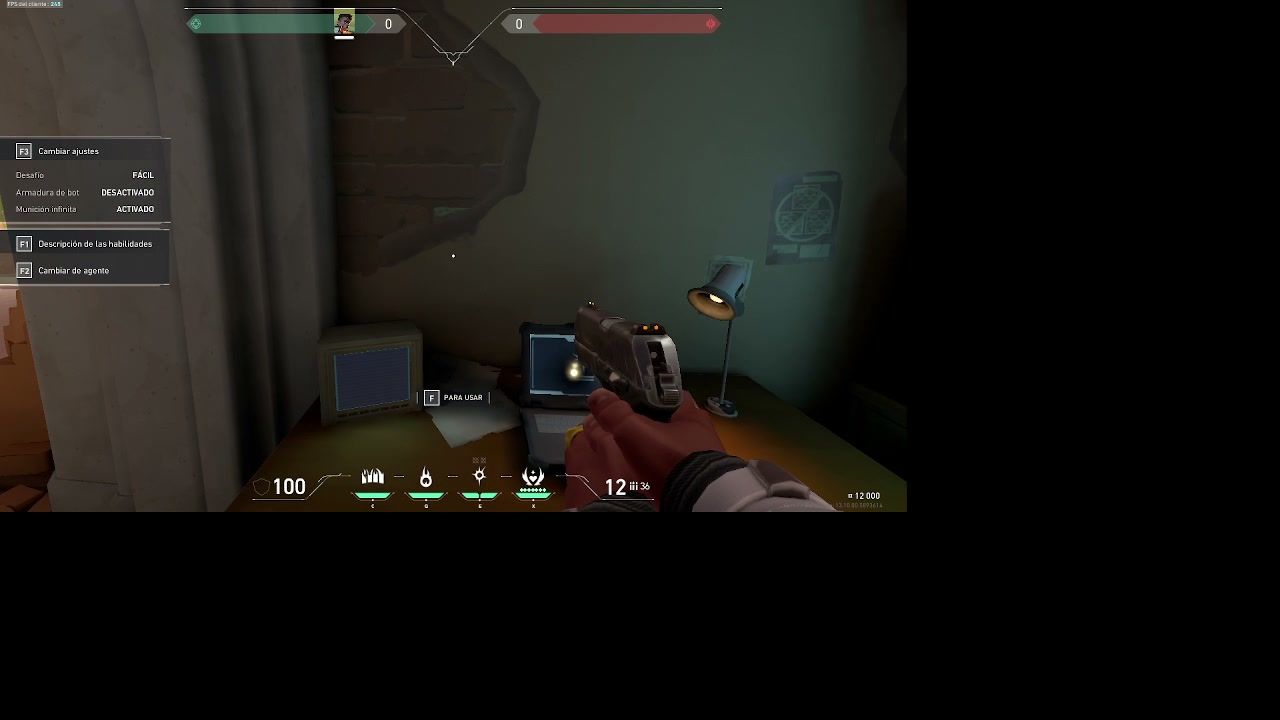 FPS del cliente: 245
0
0
F3 Cambiar ajustes
Desafío FÁCIL
Armadura de bot DESACTIVADO
Munición infinita ACTIVADO
F1 Descripción de las habilidades
F2 Cambiar de agente
F PARA USAR
100
12 36
C Q E X
12 000